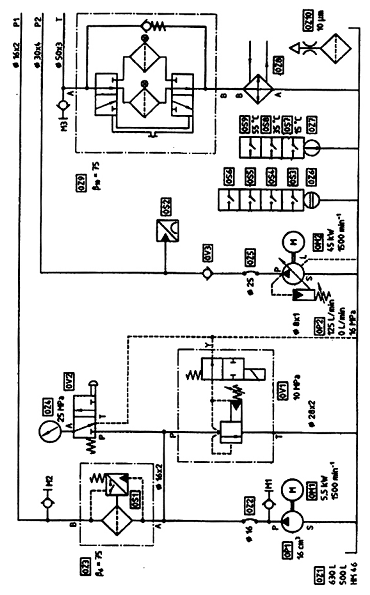 P1
ø 16x2
P2
ø 30x4
T
ø 50x3
M3
A
B
B
A
0Z9
β₁₀ = 75
0Z8
0Z10
10 µm
0S9
55 °C
0S8
35 °C
0S7
15 °C
0Z7
0S6
0S5
0S4
0S3
0Z6
0S2
0V3
0Z5
ø 25
P
S
L
M
0M2
45 kW
1500 min⁻¹
ø 8x1
0P2
125 L/min
0 L/min
16 MPa
0Z4
25 MPa
0V2
A
P
T
Y
0V1
10 MPa
P
T
ø 28x2
M2
B
0Z3
β₄ = 75
0S1
A
ø 16x2
0Z2
ø 16
M1
P
S
M
0M1
5,5 kW
1500 min⁻¹
0P1
16 cm³
0Z1
630 L
500 L
HM 46